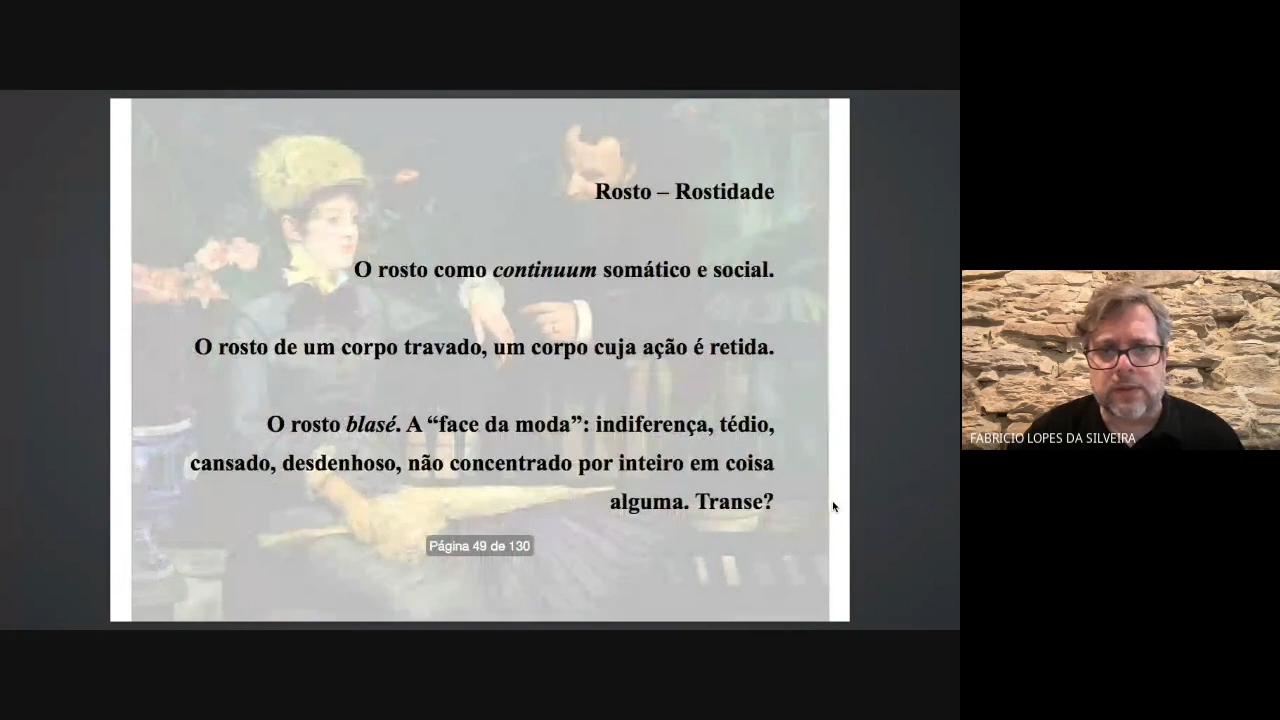 Rosto – Rostidade
O rosto como continuum somático e social.
O rosto de um corpo travado, um corpo cuja ação é retida.
O rosto blasé. A “face da moda”: indiferença, tédio,
cansado, desdenhoso, não concentrado por inteiro em coisa
alguma. Transe?
Página 49 de 130
FABRICIO LOPES DA SILVEIRA